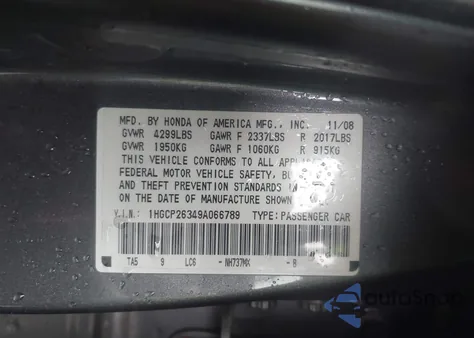 MFD. BY HONDA OF AMERICA MFG., INC. 11/08
GVWR 4299LBS GAWR F 2337LBS R 2017LBS
GVWR 1950KG GAWR F 1060KG R 915KG
THIS VEHICLE CONFORMS TO ALL
FEDERAL MOTOR VEHICLE SAFETY,
AND THEFT PREVENTION STANDARDS IN
ON THE DATE OF MANUFACTURE SHOWN
V.I.N.: 1HGCP26349A066789 TYPE:PASSENGER CAR
TA5 9 LC6 -NH737MX -B
autoSnap